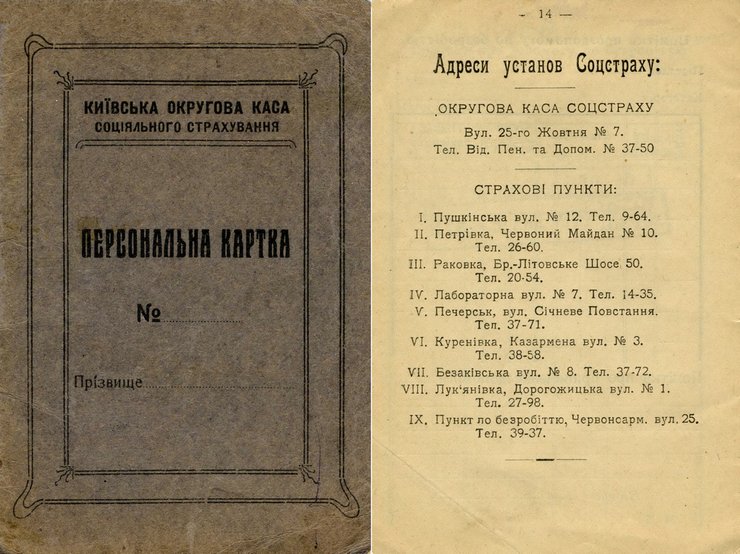 КИЇВСЬКА ОКРУГОВА КАСА
СОЦІЯЛЬНОГО СТРАХУВАННЯ
ПЕРСОНАЛЬНА КАРТКА
№
Прізвище
— 14 —
Адреси установ Соцстраху:
ОКРУГОВА КАСА СОЦСТРАХУ
Вул. 25-го Жовтня № 7.
Тел. Від. Пен. та Допом. № 37-50
СТРАХОВІ ПУНКТИ:
I. Пушкінська вул. № 12. Тел. 9-64.
II. Петрівка, Червоний Майдан № 10.
Тел. 26-60.
III. Раковка, Бр.-Літовське Шосе 50.
Тел. 20-54.
IV. Лабораторна вул. № 7. Тел. 14-35.
V. Печерськ, вул. Січневе Повстання.
Тел. 37-71.
VI. Куренівка, Казармена вул. № 3.
Тел. 38-58.
VII. Безаківська вул. № 8. Тел. 37-72.
VIII. Лук'янівка, Дорогожицька вул. № 1.
Тел. 27-98.
IX. Пункт по безробіттю, Червонсарм. вул. 25.
Тел. 39-37.